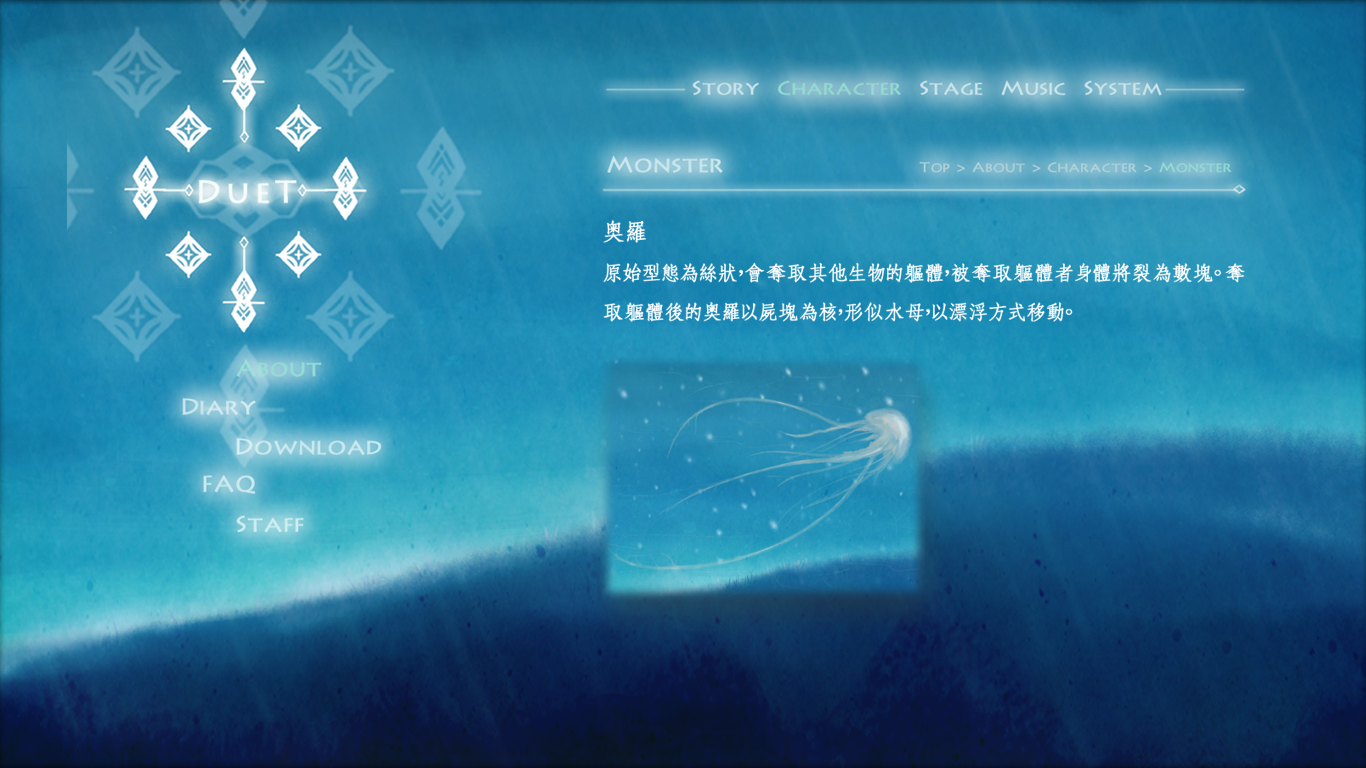 DUET
ABOUT
DIARY
DOWNLOAD
FAQ
STAFF
STORY CHARACTER STAGE MUSIC SYSTEM
MONSTER
TOP > ABOUT > CHARACTER > MONSTER
奧羅
原始型態為絲狀，會奪取其他生物的軀體，被奪取軀體者身體將裂為數塊。奪
取軀體後的奧羅以屍塊為核，形似水母，以漂浮方式移動。